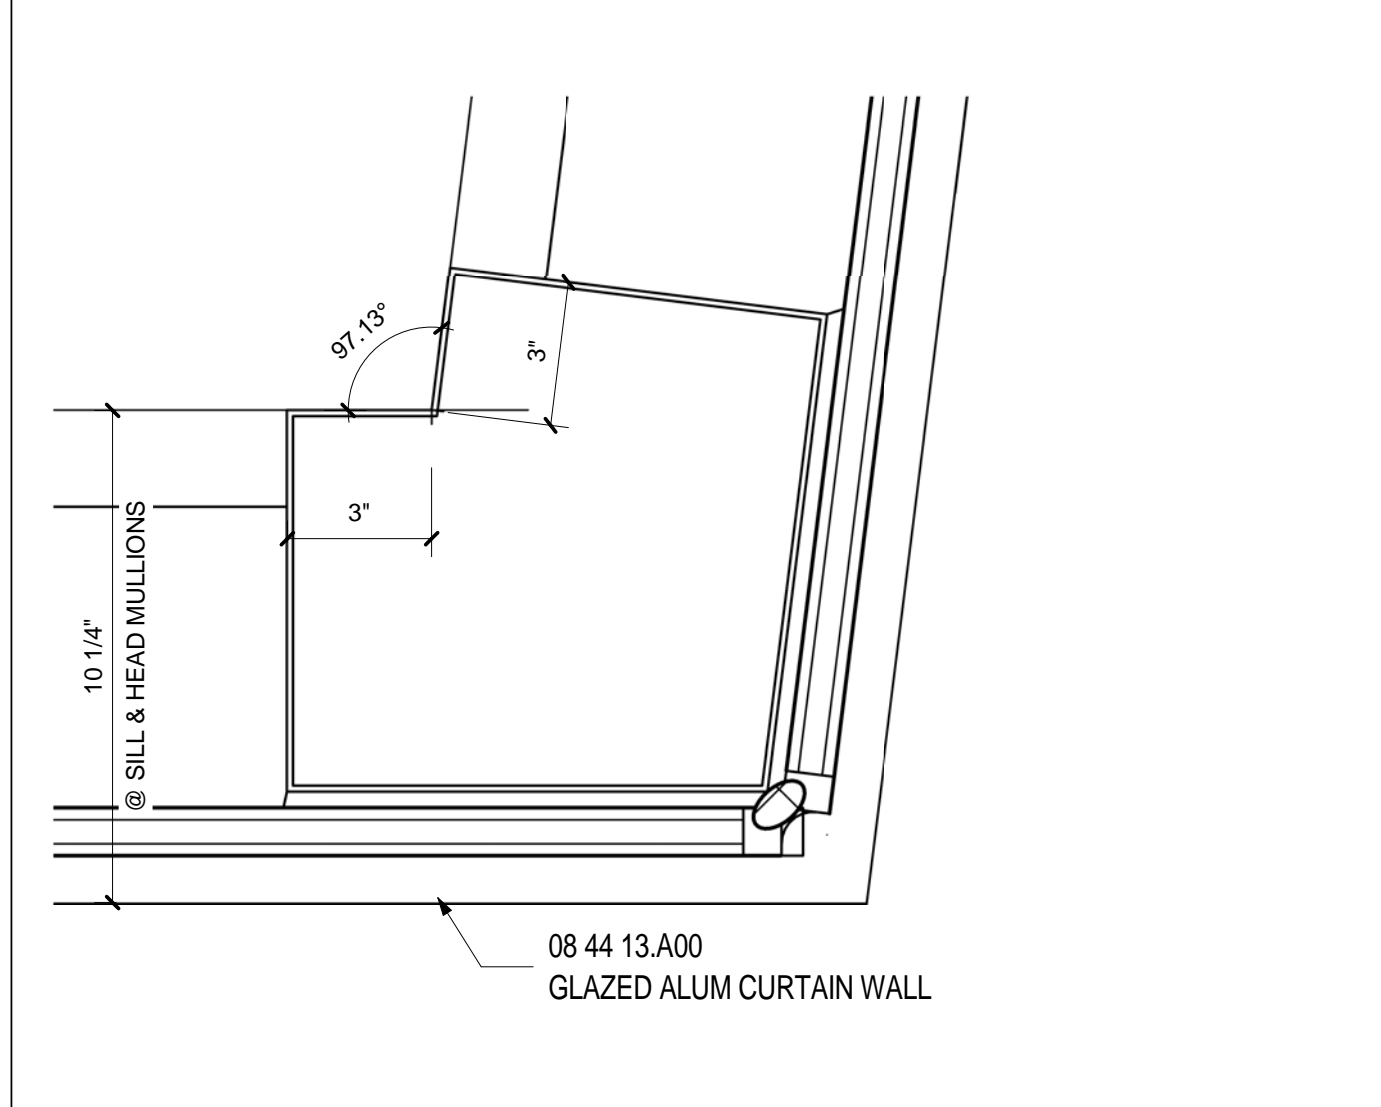 97.13°
3"
3"
10 1/4"
@ SILL & HEAD MULLIONS
08 44 13.A00
GLAZED ALUM CURTAIN WALL